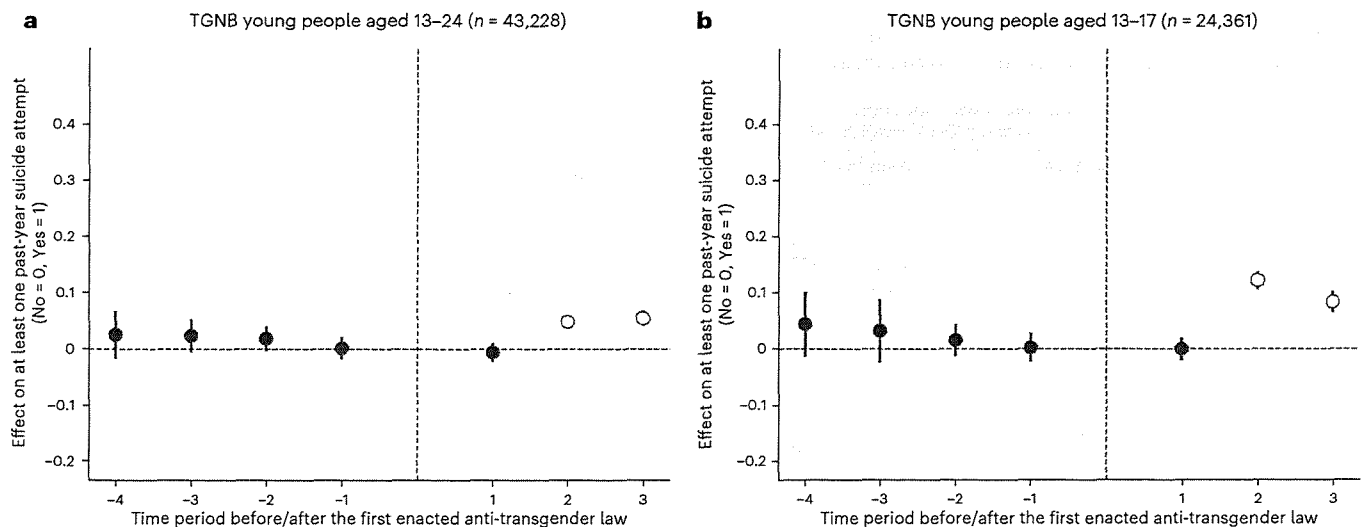 a TGNB young people aged 13–24 (n = 43,228)
Effect on at least one past-year suicide attempt
(No = 0, Yes = 1)
0.4
0.3
0.2
0.1
0
–0.1
–0.2
–4 –3 –2 –1 1 2 3
Time period before/after the first enacted anti-transgender law
b TGNB young people aged 13–17 (n = 24,361)
Effect on at least one past-year suicide attempt
(No = 0, Yes = 1)
0.4
0.3
0.2
0.1
0
–0.1
–0.2
–4 –3 –2 –1 1 2 3
Time period before/after the first enacted anti-transgender law